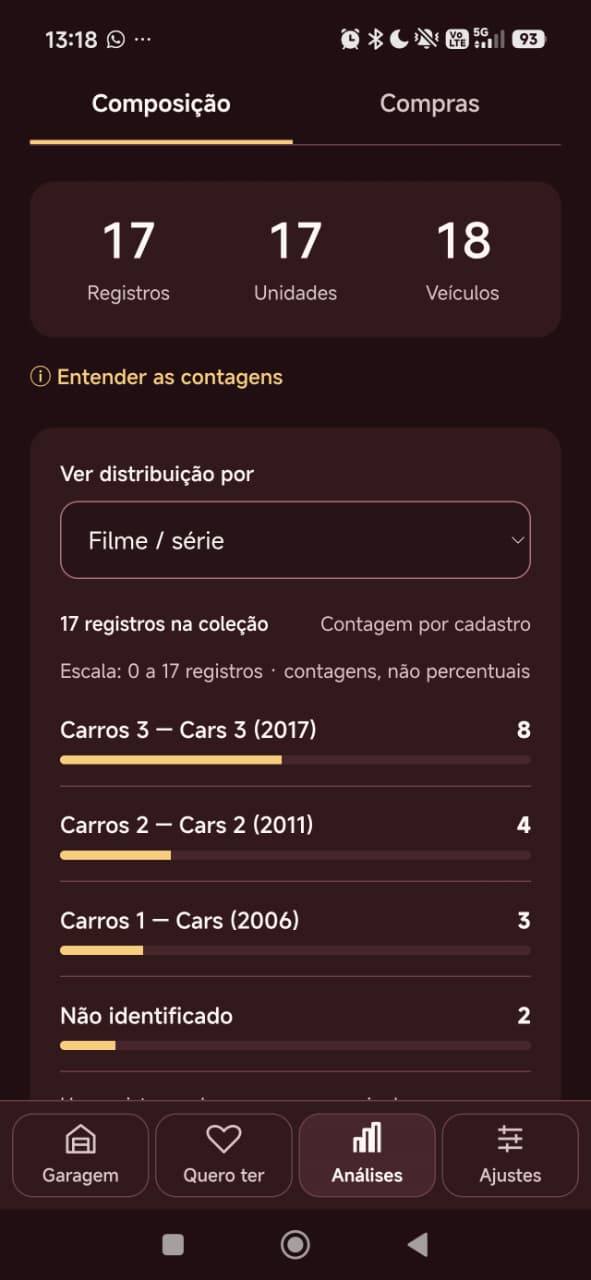 13:18
Vo LTE 5G 93
Composição Compras
17 17 18
Registros Unidades Veículos
Entender as contagens
Ver distribuição por
Filme / série
17 registros na coleção Contagem por cadastro
Escala: 0 a 17 registros · contagens, não percentuais
Carros 3 — Cars 3 (2017) 8
Carros 2 — Cars 2 (2011) 4
Carros 1 — Cars (2006) 3
Não identificado 2
Garagem Quero ter Análises Ajustes